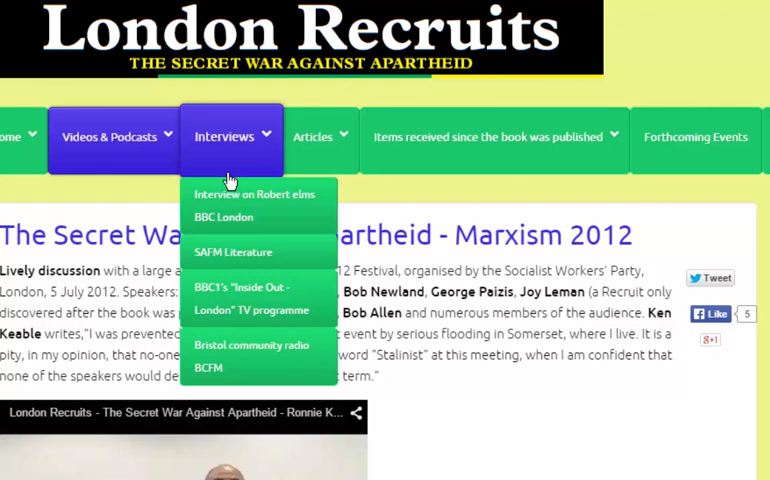 London Recruits
THE SECRET WAR AGAINST APARTHEID
ome Videos & Podcasts Interviews Articles Items received since the book was published Forthcoming Events
Interview on Robert elms
BBC London
SAFM Literature
BBC1's "Inside Out -
London" TV programme
Bristol community radio
BCFM
The Secret Wa partheid - Marxism 2012
Lively discussion with a large a 12 Festival, organised by the Socialist Workers' Party,
London, 5 July 2012. Speakers: , Bob Newland, George Paizis, Joy Leman (a Recruit only
discovered after the book was p Bob Allen and numerous members of the audience. Ken
Keable writes,"I was prevented t event by serious flooding in Somerset, where I live. It is a
pity, in my opinion, that no-one word "Stalinist" at this meeting, when I am confident that
none of the speakers would de t term."
Tweet
Like 5
g+1
London Recruits - The Secret War Against Apartheid - Ronnie K...